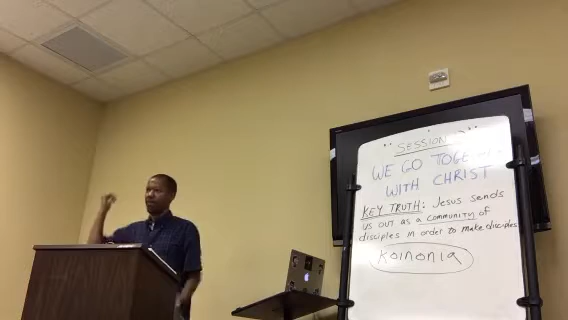 " SESSION
WE GO TOGETHER
WITH CHRIST
KEY TRUTH: Jesus sends
us out as a community of
disciples in order to make disciples
Koinonia